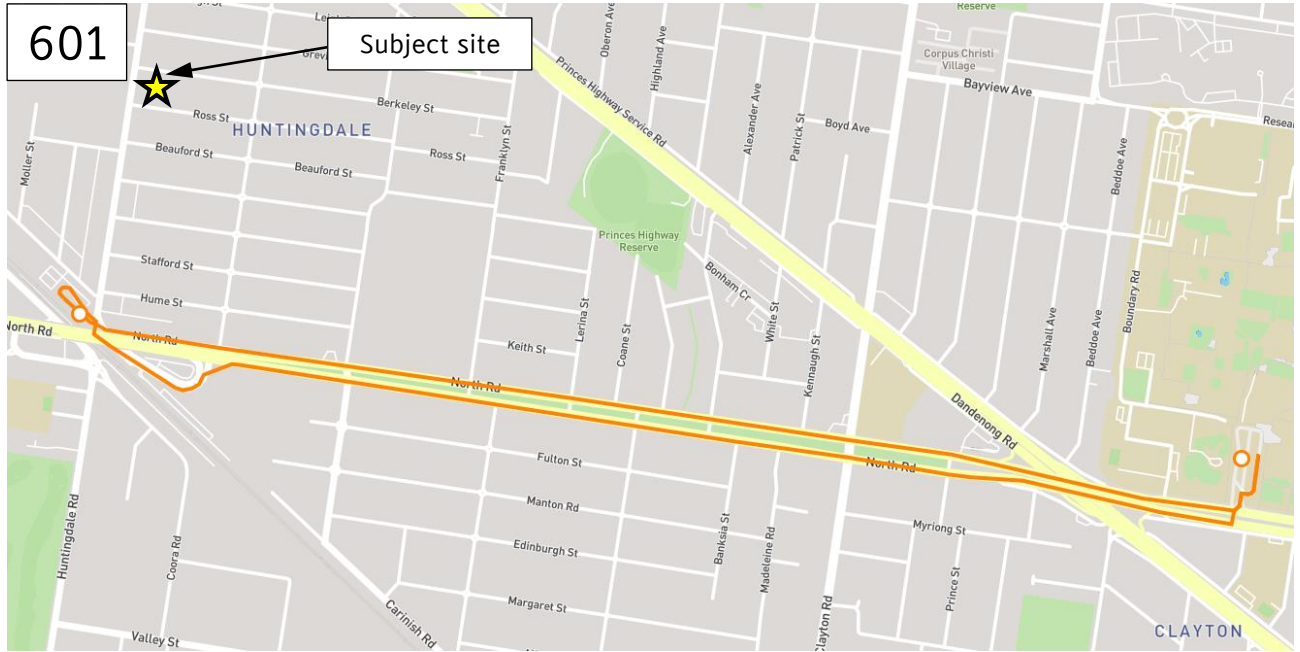 601
Subject site
Oberon Ave
Highland Ave
Princes Highway Service Rd
Reserve
Corpus Christi
Village
Bayview Ave
Alexander Ave
Patrick St
Boyd Ave
Berkeley St
Ross St
HUNTINGDALE
Franklyn St
Ross St
Beauford St
Beauford St
Moller St
Beddoe Ave
Princes Highway
Reserve
Bonham Cr
Boundary Rd
Stafford St
Hume St
Lerina St
Coane St
White St
Kennaugh St
Marshall Ave
Beddoe Ave
North Rd
North Rd
Keith St
North Rd
Dandenong Rd
North Rd
Fulton St
Manton Rd
Edinburgh St
Margaret St
Banksia St
Madeleine Rd
Clayton Rd
Myriong St
Prince St
Huntingdale Rd
Coora Rd
Carinish Rd
Valley St
CLAYTON